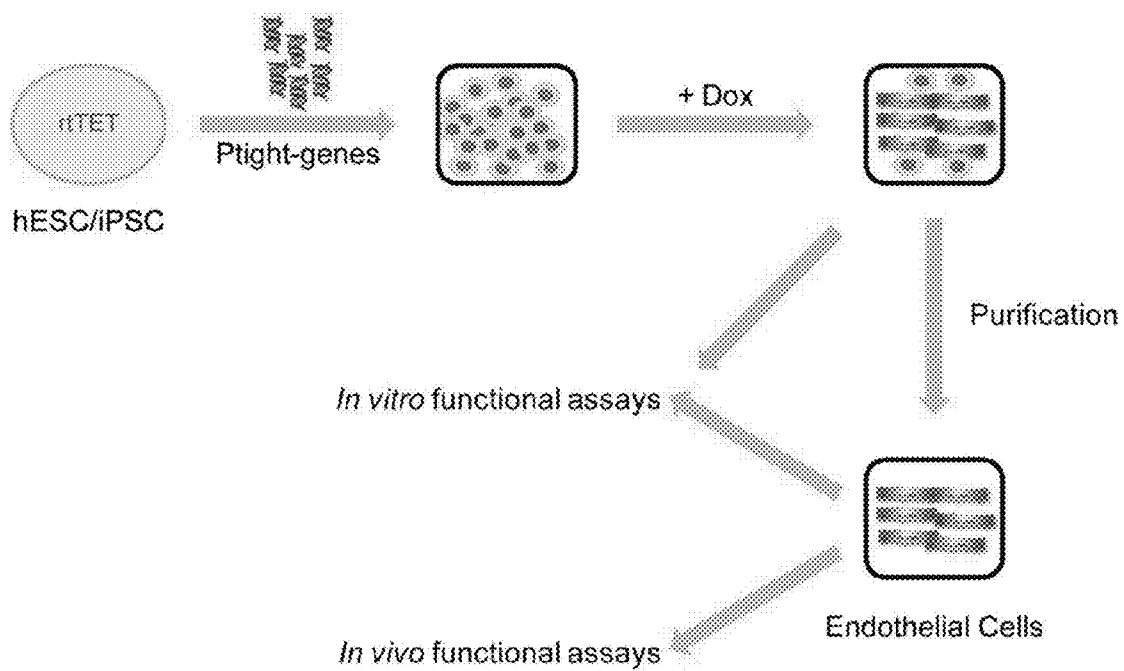 rtTET
Ptight-genes
+ Dox
hESC/iPSC
Purification
In vitro functional assays
Endothelial Cells
In vivo functional assays